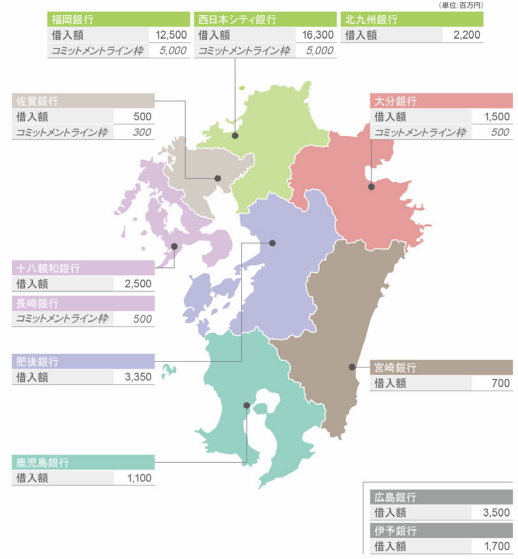 (単位:百万円)
福岡銀行
借入額 12,500
コミットメントライン枠 5,000
西日本シティ銀行
借入額 16,300
コミットメントライン枠 5,000
北九州銀行
借入額 2,200
佐賀銀行
借入額 500
コミットメントライン枠 300
大分銀行
借入額 1,500
コミットメントライン枠 500
十八親和銀行
借入額 2,500
長崎銀行
コミットメントライン枠 500
肥後銀行
借入額 3,350
宮崎銀行
借入額 700
鹿児島銀行
借入額 1,100
広島銀行
借入額 3,500
伊予銀行
借入額 1,700